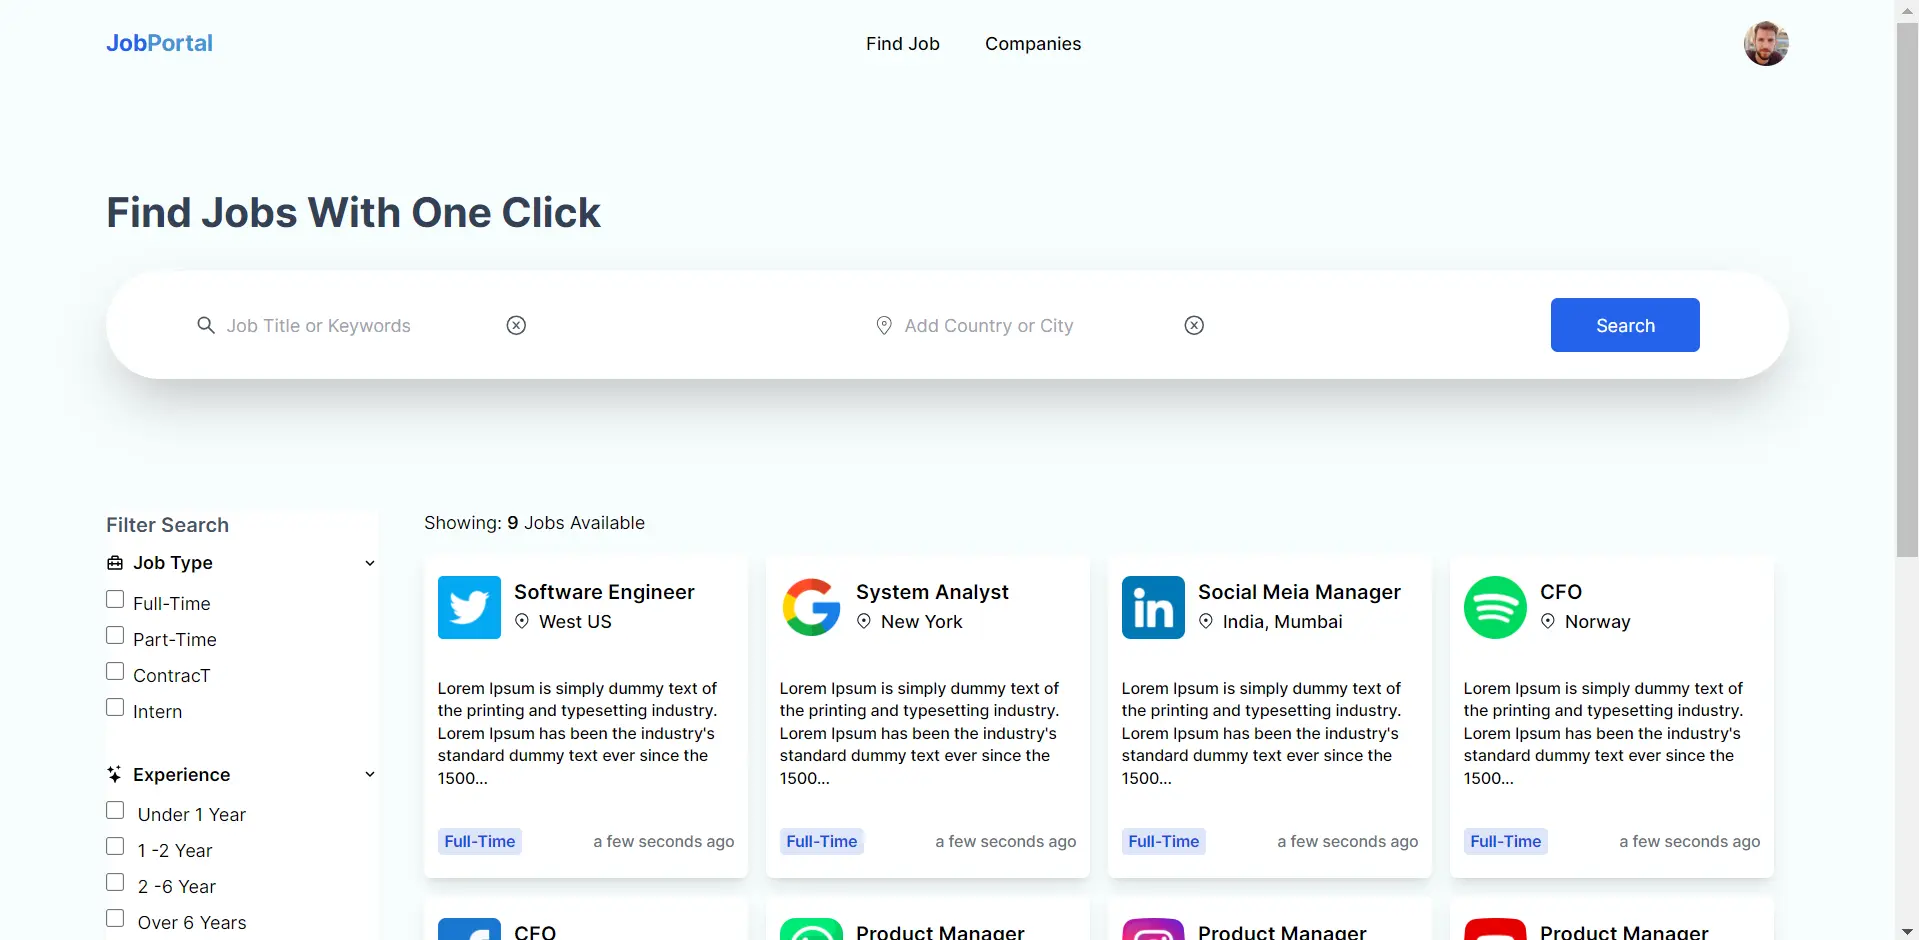 JobPortal
Find Job
Companies
Find Jobs With One Click
Job Title or Keywords
Add Country or City
Search
Filter Search
Job Type
Full-Time
Part-Time
ContracT
Intern
Experience
Under 1 Year
1 -2 Year
2 -6 Year
Over 6 Years
Showing: 9 Jobs Available
Software Engineer
West US
Lorem Ipsum is simply dummy text of
the printing and typesetting industry.
Lorem Ipsum has been the industry's
standard dummy text ever since the
1500...
Full-Time
a few seconds ago
System Analyst
New York
Lorem Ipsum is simply dummy text of
the printing and typesetting industry.
Lorem Ipsum has been the industry's
standard dummy text ever since the
1500...
Full-Time
a few seconds ago
in
Social Meia Manager
India, Mumbai
Lorem Ipsum is simply dummy text of
the printing and typesetting industry.
Lorem Ipsum has been the industry's
standard dummy text ever since the
1500...
Full-Time
a few seconds ago
CFO
Norway
Lorem Ipsum is simply dummy text of
the printing and typesetting industry.
Lorem Ipsum has been the industry's
standard dummy text ever since the
1500...
Full-Time
a few seconds ago
CFO
Product Manager
Product Manager
Product Manager